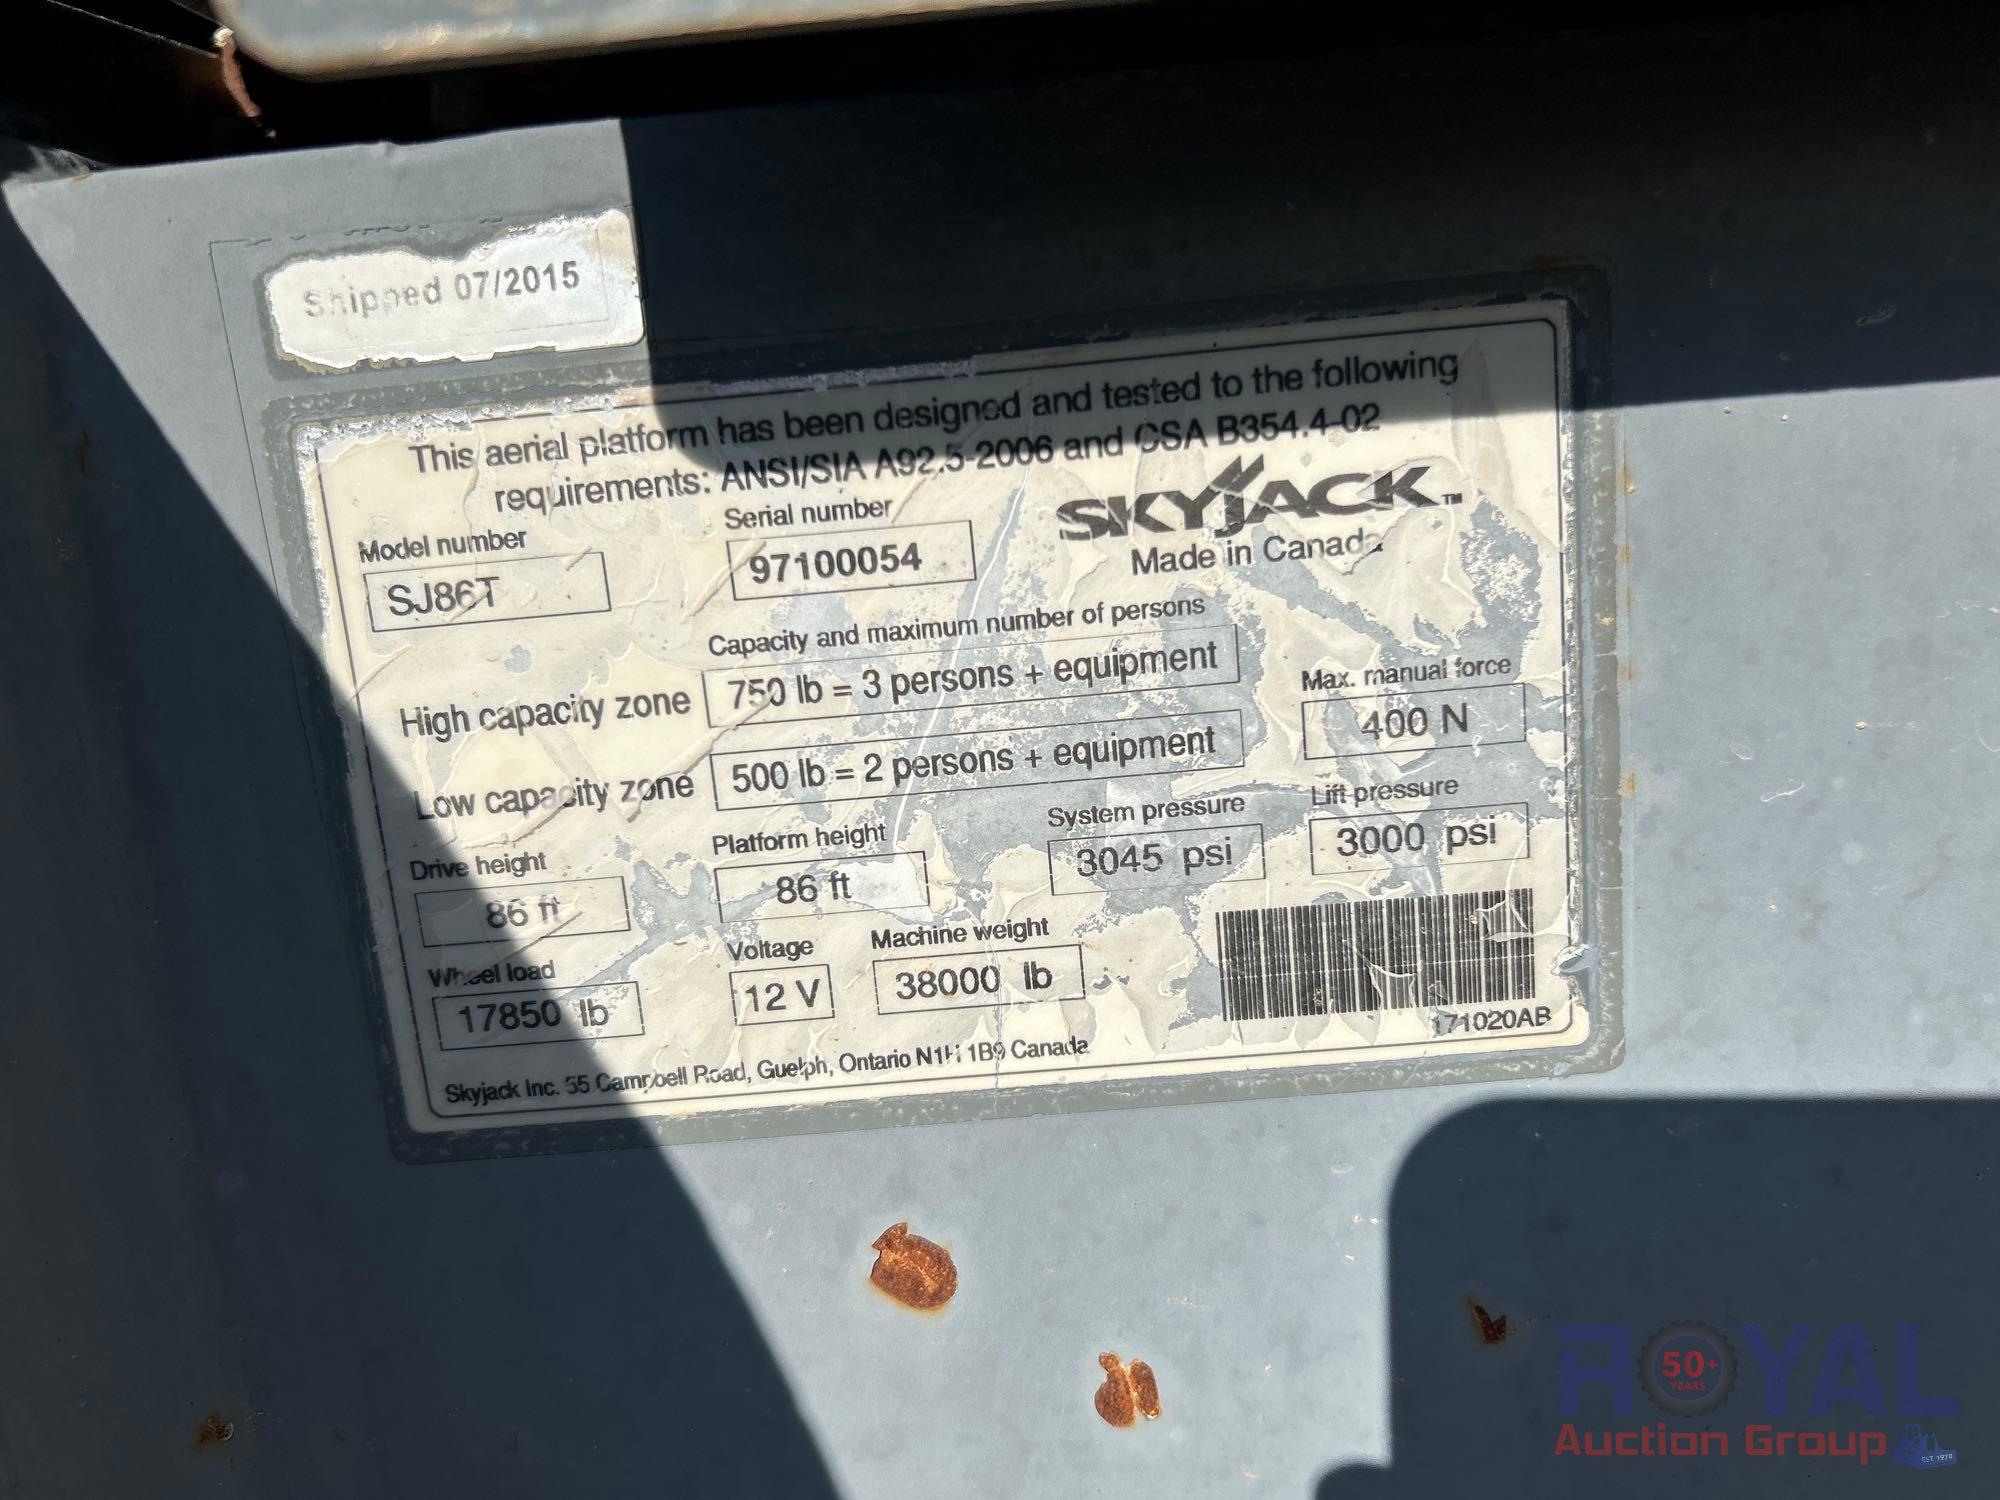 Shipped 07/2015
This aerial platform has been designed and tested to the following
requirements: ANSI/SIA A92.5-2006 and CSA B354.4-02
Model number
SJ86T
Serial number
97100054
SKYJACK™
Made in Canada
Capacity and maximum number of persons
High capacity zone
750 lb = 3 persons + equipment
Low capacity zone
500 lb = 2 persons + equipment
Max. manual force
400 N
Drive height
86 ft
Platform height
86 ft
System pressure
3045 psi
Lift pressure
3000 psi
Wheel load
17850 lb
Voltage
12 V
Machine weight
38000 lb
171020AB
Skyjack Inc. 55 Campbell Road, Guelph, Ontario N1H 1B9 Canada
ROYAL
50+
YEARS
Auction Group
EST. 1970